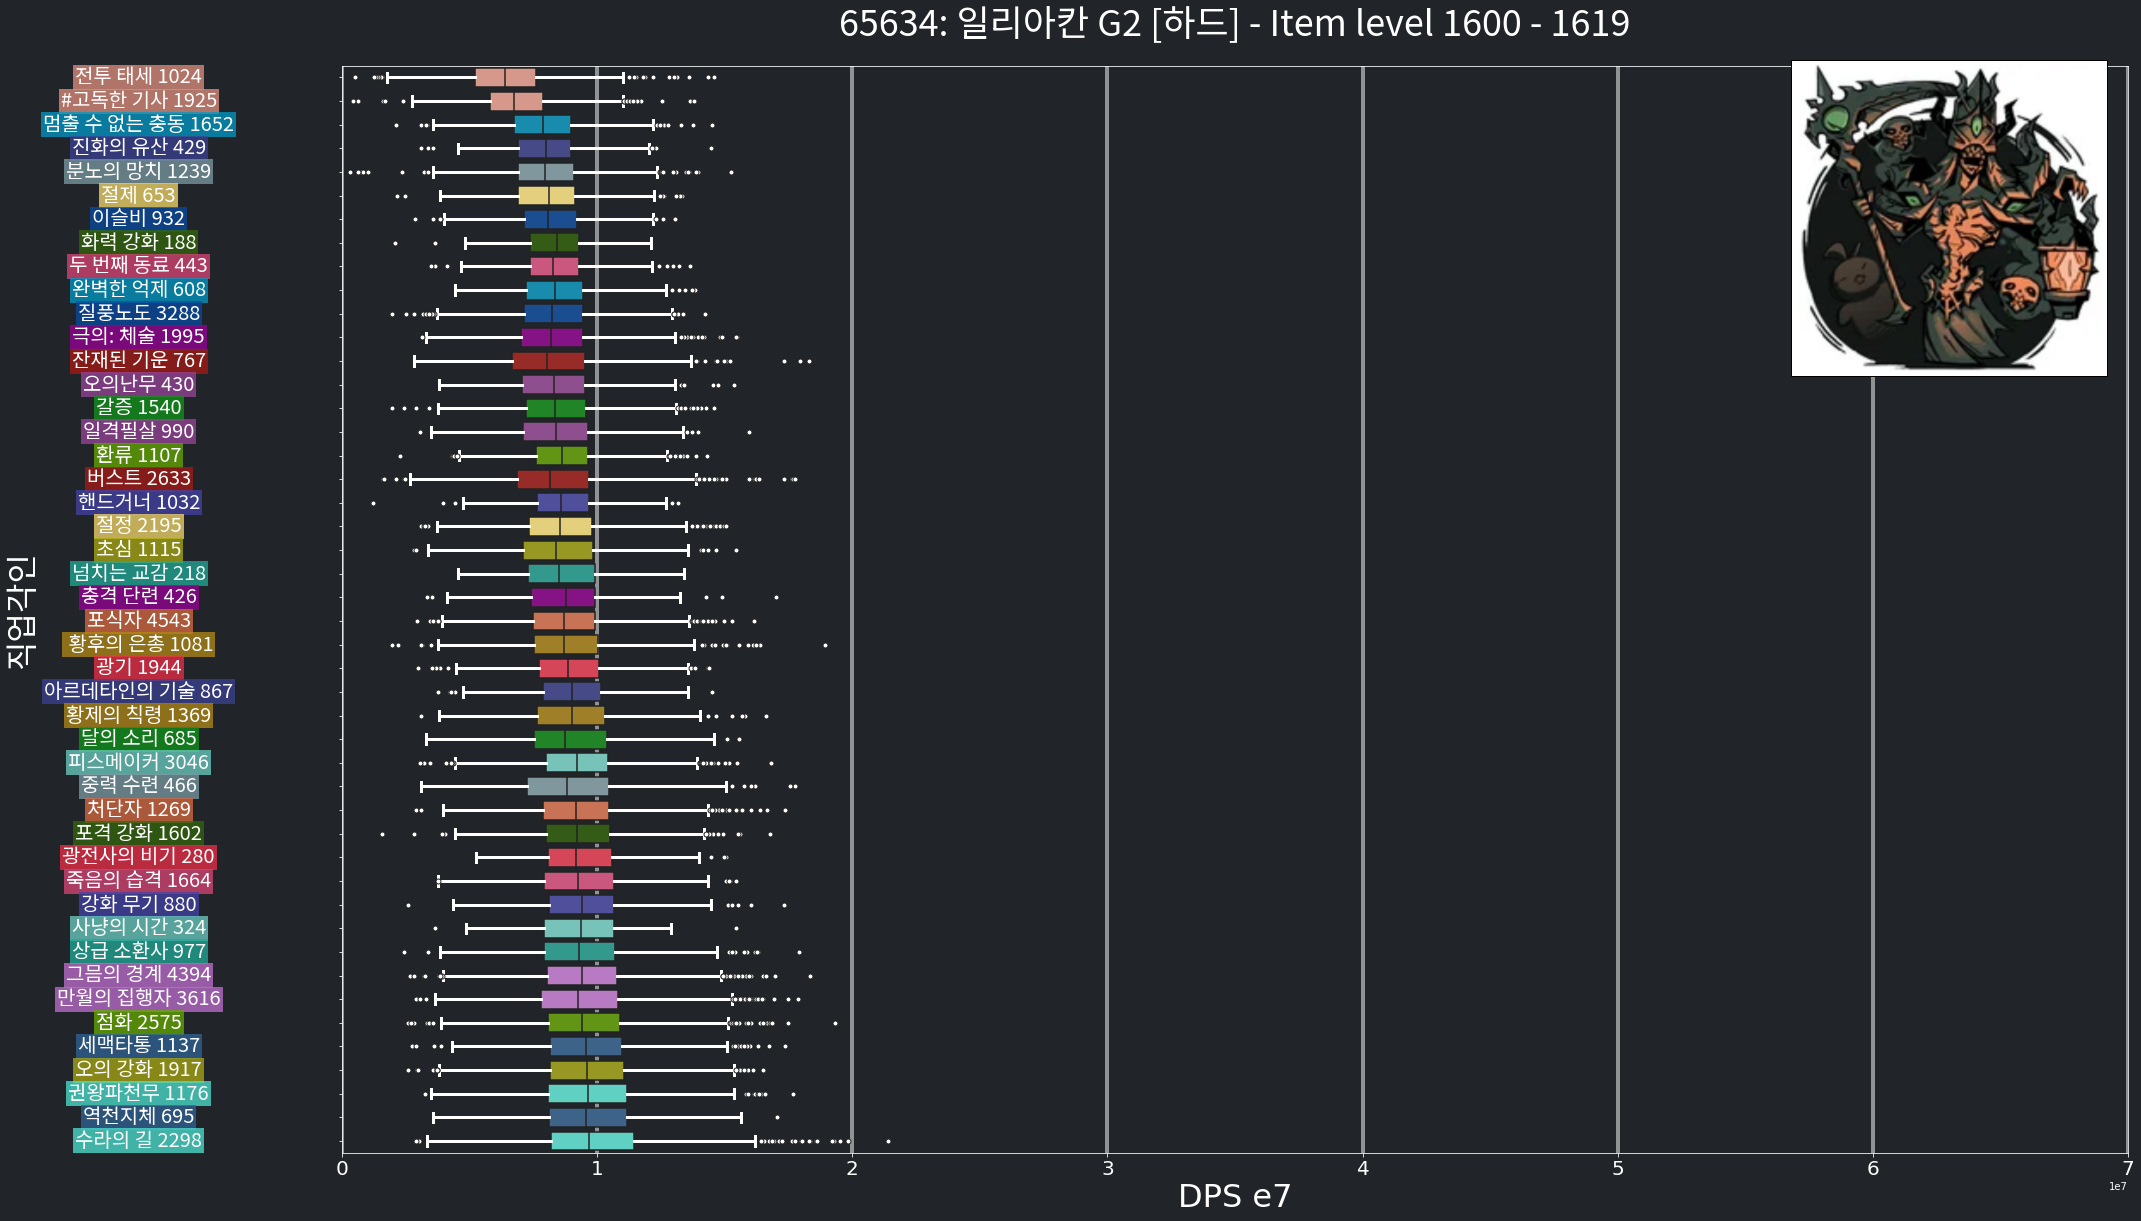 65634: 일리아칸 G2 [하드] - Item level 1600 - 1619
전투 태세 1024
#고독한 기사 1925
멈출 수 없는 충동 1652
진화의 유산 429
분노의 망치 1239
절제 653
이슬비 932
화력 강화 188
두 번째 동료 443
완벽한 억제 608
질풍노도 3288
극의: 체술 1995
잔재된 기운 767
오의난무 430
갈증 1540
일격필살 990
환류 1107
버스트 2633
핸드거너 1032
절정 2195
초심 1115
넘치는 교감 218
충격 단련 426
포식자 4543
황후의 은총 1081
광기 1944
아르데타인의 기술 867
황제의 칙령 1369
달의 소리 685
피스메이커 3046
중력 수련 466
처단자 1269
포격 강화 1602
광전사의 비기 280
죽음의 습격 1664
강화 무기 880
사냥의 시간 324
상급 소환사 977
그믐의 경계 4394
만월의 집행자 3616
점화 2575
세맥타통 1137
오의 강화 1917
권왕파천무 1176
역천지체 695
수라의 길 2298
직업각인
0 1 2 3 4 5 6 7
DPS e7
1e7